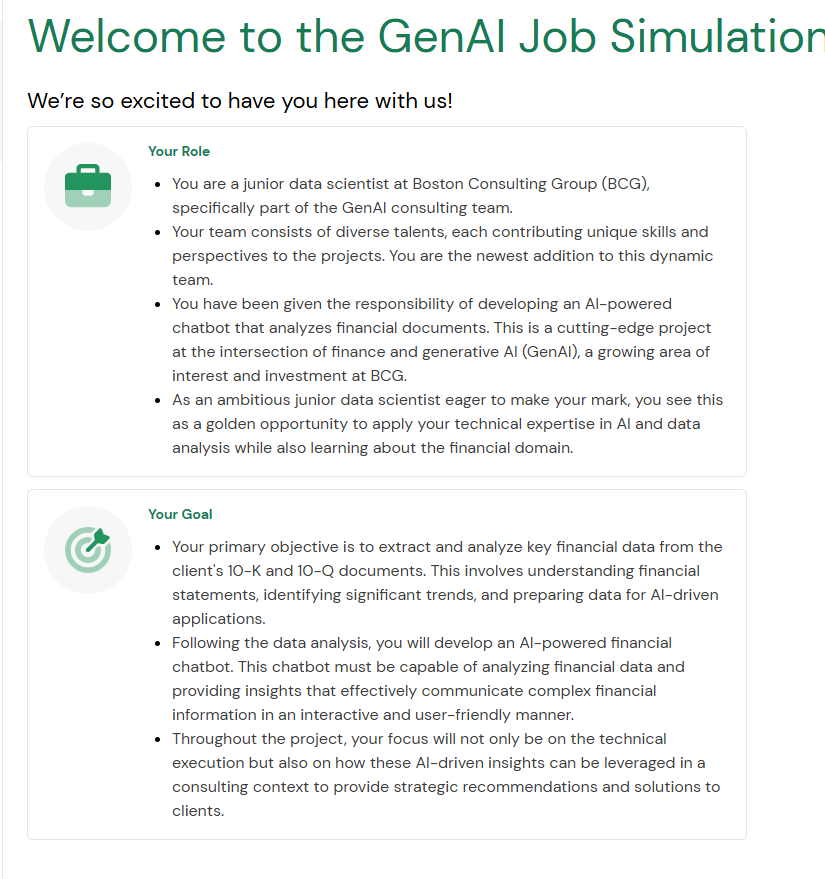 Welcome to the GenAI Job Simulation
We’re so excited to have you here with us!
Your Role
• You are a junior data scientist at Boston Consulting Group (BCG),
specifically part of the GenAI consulting team.
• Your team consists of diverse talents, each contributing unique skills and
perspectives to the projects. You are the newest addition to this dynamic
team.
• You have been given the responsibility of developing an AI-powered
chatbot that analyzes financial documents. This is a cutting-edge project
at the intersection of finance and generative AI (GenAI), a growing area of
interest and investment at BCG.
• As an ambitious junior data scientist eager to make your mark, you see this
as a golden opportunity to apply your technical expertise in AI and data
analysis while also learning about the financial domain.
Your Goal
• Your primary objective is to extract and analyze key financial data from the
client's 10-K and 10-Q documents. This involves understanding financial
statements, identifying significant trends, and preparing data for AI-driven
applications.
• Following the data analysis, you will develop an AI-powered financial
chatbot. This chatbot must be capable of analyzing financial data and
providing insights that effectively communicate complex financial
information in an interactive and user-friendly manner.
• Throughout the project, your focus will not only be on the technical
execution but also on how these AI-driven insights can be leveraged in a
consulting context to provide strategic recommendations and solutions to
clients.